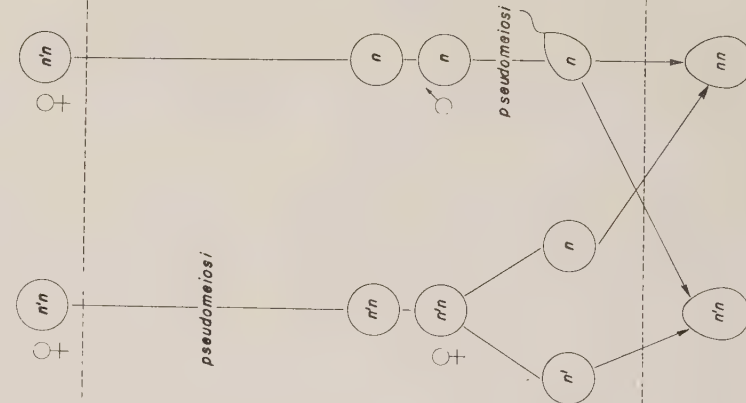 n'n n'n
♀ ♀
pseudomeiosi
n'n n
n'n n
♀ ♂
pseudomeiosi
n' n n
n'n nn